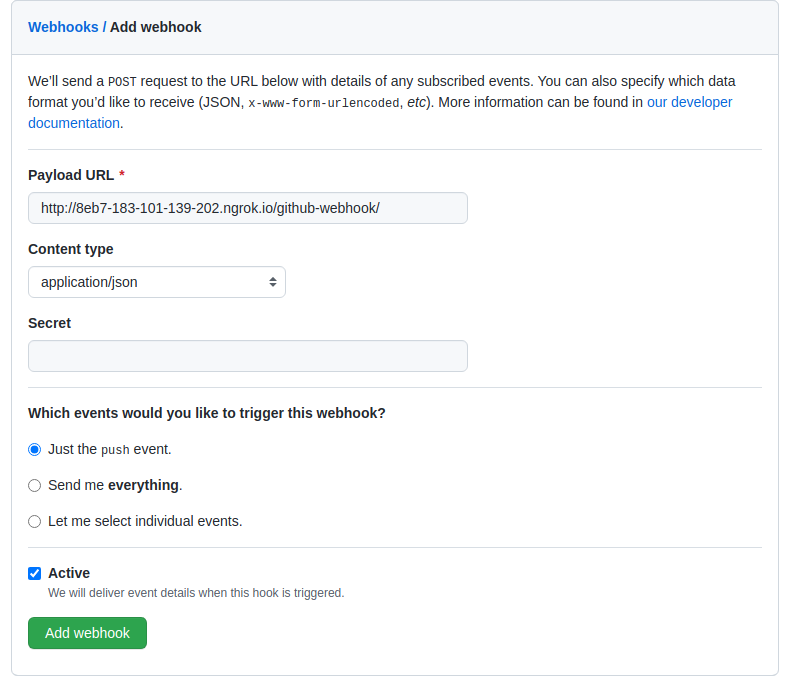 Webhooks / Add webhook
We’ll send a POST request to the URL below with details of any subscribed events. You can also specify which data
format you’d like to receive (JSON, x-www-form-urlencoded, etc). More information can be found in our developer
documentation.
Payload URL *
http://8eb7-183-101-139-202.ngrok.io/github-webhook/
Content type
application/json
Secret
Which events would you like to trigger this webhook?
Just the push event.
Send me everything.
Let me select individual events.
Active
We will deliver event details when this hook is triggered.
Add webhook